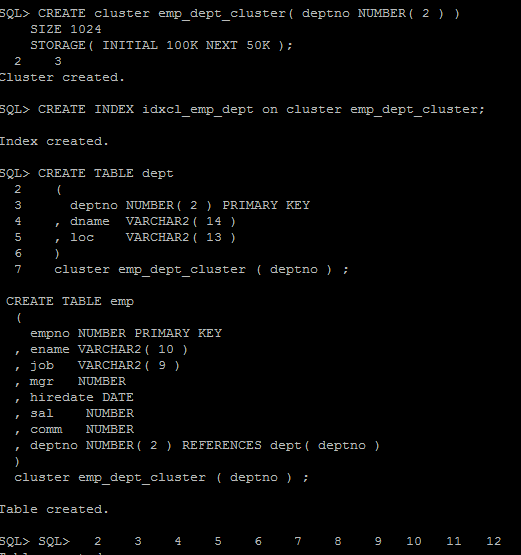 SQL> CREATE cluster emp_dept_cluster( deptno NUMBER( 2 ) )
    SIZE 1024
    STORAGE( INITIAL 100K NEXT 50K );
  2    3
Cluster created.

SQL> CREATE INDEX idxcl_emp_dept on cluster emp_dept_cluster;

Index created.

SQL> CREATE TABLE dept
  2    (
  3      deptno NUMBER( 2 ) PRIMARY KEY
  4    , dname  VARCHAR2( 14 )
  5    , loc    VARCHAR2( 13 )
  6    )
  7    cluster emp_dept_cluster ( deptno ) ;

 CREATE TABLE emp
  (
    empno NUMBER PRIMARY KEY
  , ename VARCHAR2( 10 )
  , job   VARCHAR2( 9 )
  , mgr   NUMBER
  , hiredate DATE
  , sal    NUMBER
  , comm   NUMBER
  , deptno NUMBER( 2 ) REFERENCES dept( deptno )
  )
  cluster emp_dept_cluster ( deptno ) ;

Table created.

SQL> SQL>   2    3    4    5    6    7    8    9   10   11   12